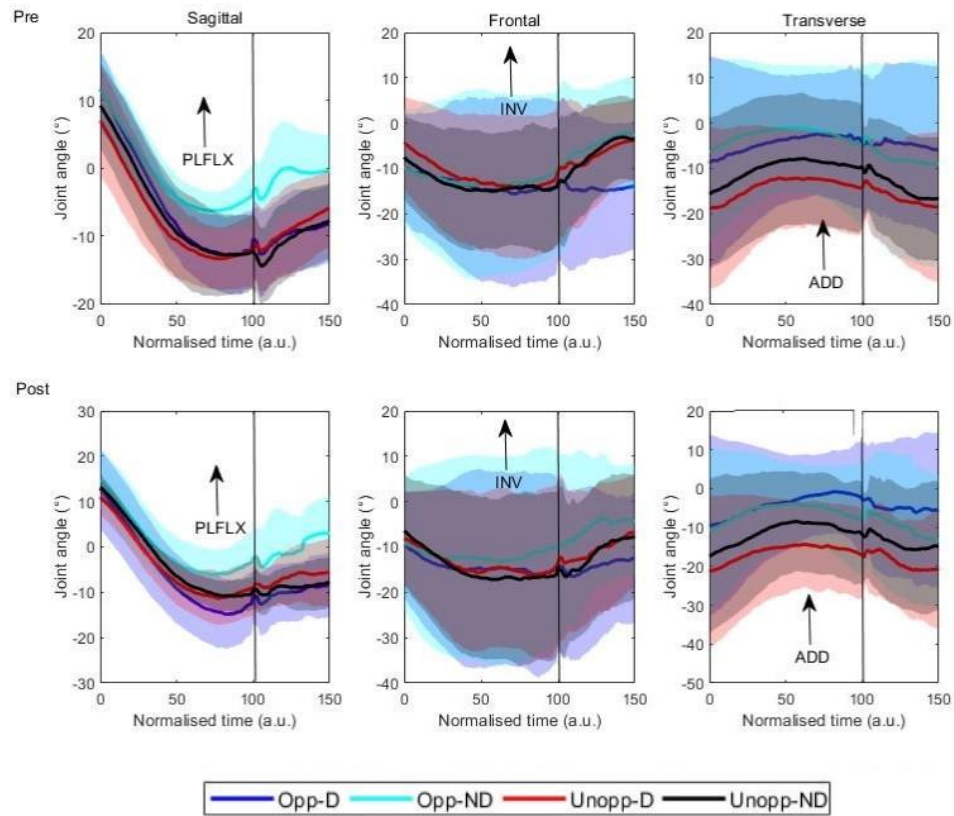 Pre
Sagittal
Frontal
Transverse
20
10
0
-10
-20
Joint angle (°)
PLFLX
0
50
100
150
Normalised time (a.u.)
20
10
0
-10
-20
-30
-40
Joint angle (°)
INV
0
50
100
150
Normalised time (a.u.)
20
10
0
-10
-20
-30
-40
Joint angle (°)
ADD
0
50
100
150
Normalised time (a.u.)
Post
30
20
10
0
-10
-20
-30
Joint angle (°)
PLFLX
0
50
100
150
Normalised time (a.u.)
20
10
0
-10
-20
-30
-40
Joint angle (°)
INV
0
50
100
150
Normalised time (a.u.)
20
10
0
-10
-20
-30
-40
-50
Joint angle (°)
ADD
0
50
100
150
Normalised time (a.u.)
Opp-D Opp-ND Unopp-D Unopp-ND